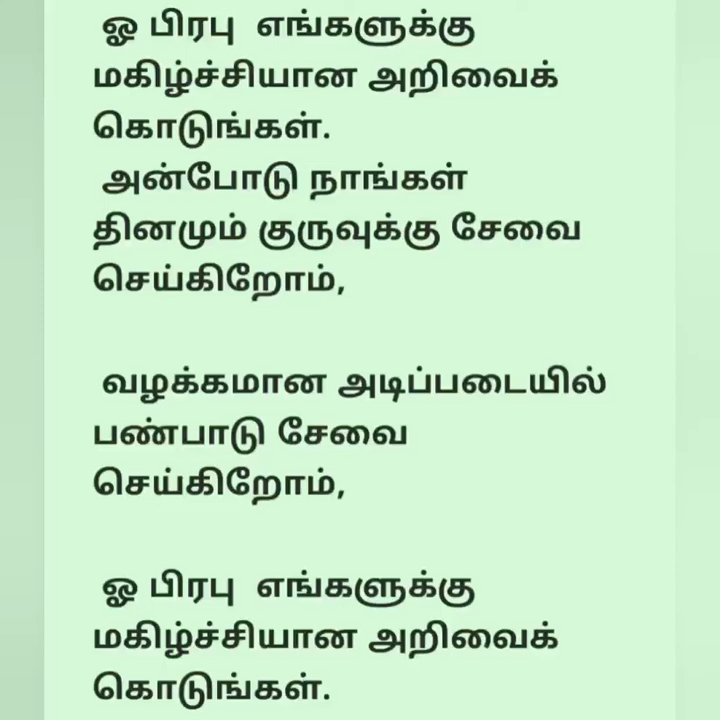 ஓ பிரபு எங்களுக்கு
மகிழ்ச்சியான அறிவைக்
கொடுங்கள்.
அன்போடு நாங்கள்
தினமும் குருவுக்கு சேவை
செய்கிறோம்,
வழக்கமான அடிப்படையில்
பண்பாடு சேவை
செய்கிறோம்,
ஓ பிரபு எங்களுக்கு
மகிழ்ச்சியான அறிவைக்
கொடுங்கள்.